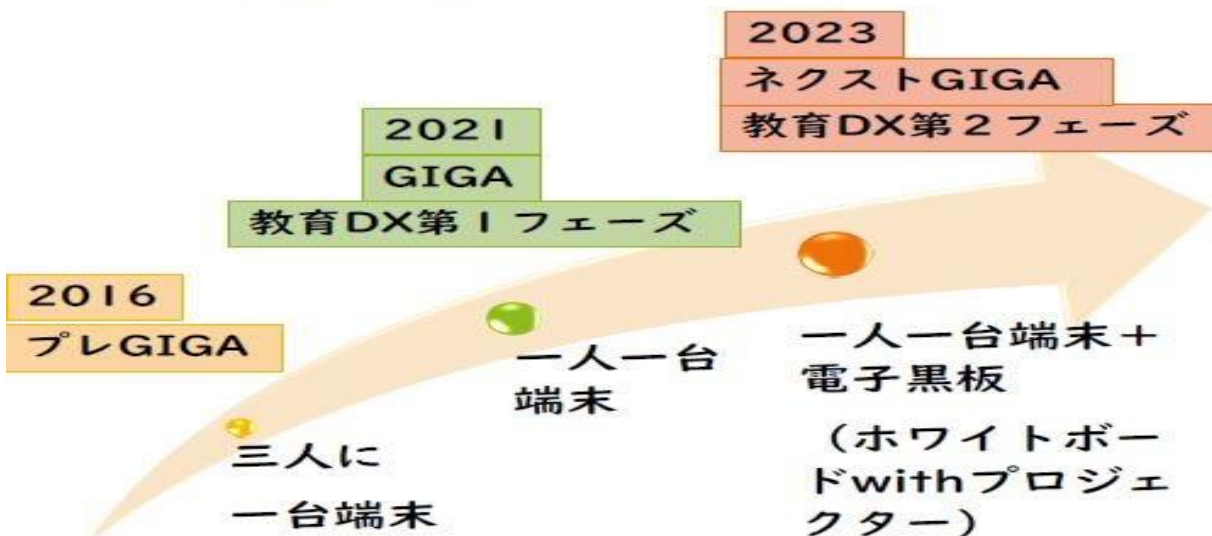 2016
プレGIGA
三人に
一台端末
2021
GIGA
教育DX第1フェーズ
一人一台
端末
2023
ネクストGIGA
教育DX第2フェーズ
一人一台端末＋
電子黒板
（ホワイトボー
ドwithプロジェ
クター）